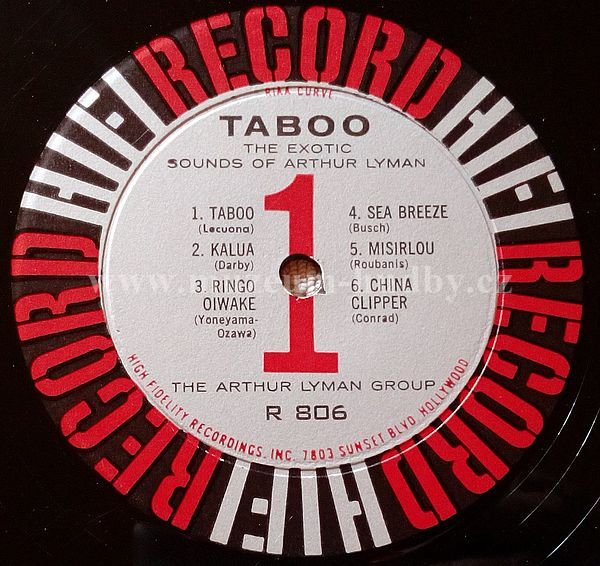 HIFI RECORD HIFI RECORD HIFI RECORD
RIAA CURVE
TABOO
THE EXOTIC
SOUNDS OF ARTHUR LYMAN
1
1. TABOO
(Lecuona)
2. KALUA
(Darby)
3. RINGO
OIWAKE
(Yoneyama-
Ozawa)
4. SEA BREEZE
(Busch)
5. MISIRLOU
(Roubanis)
6. CHINA
CLIPPER
(Conrad)
THE ARTHUR LYMAN GROUP
R 806
HIGH FIDELITY RECORDINGS, INC. 7803 SUNSET BLVD HOLLYWOOD